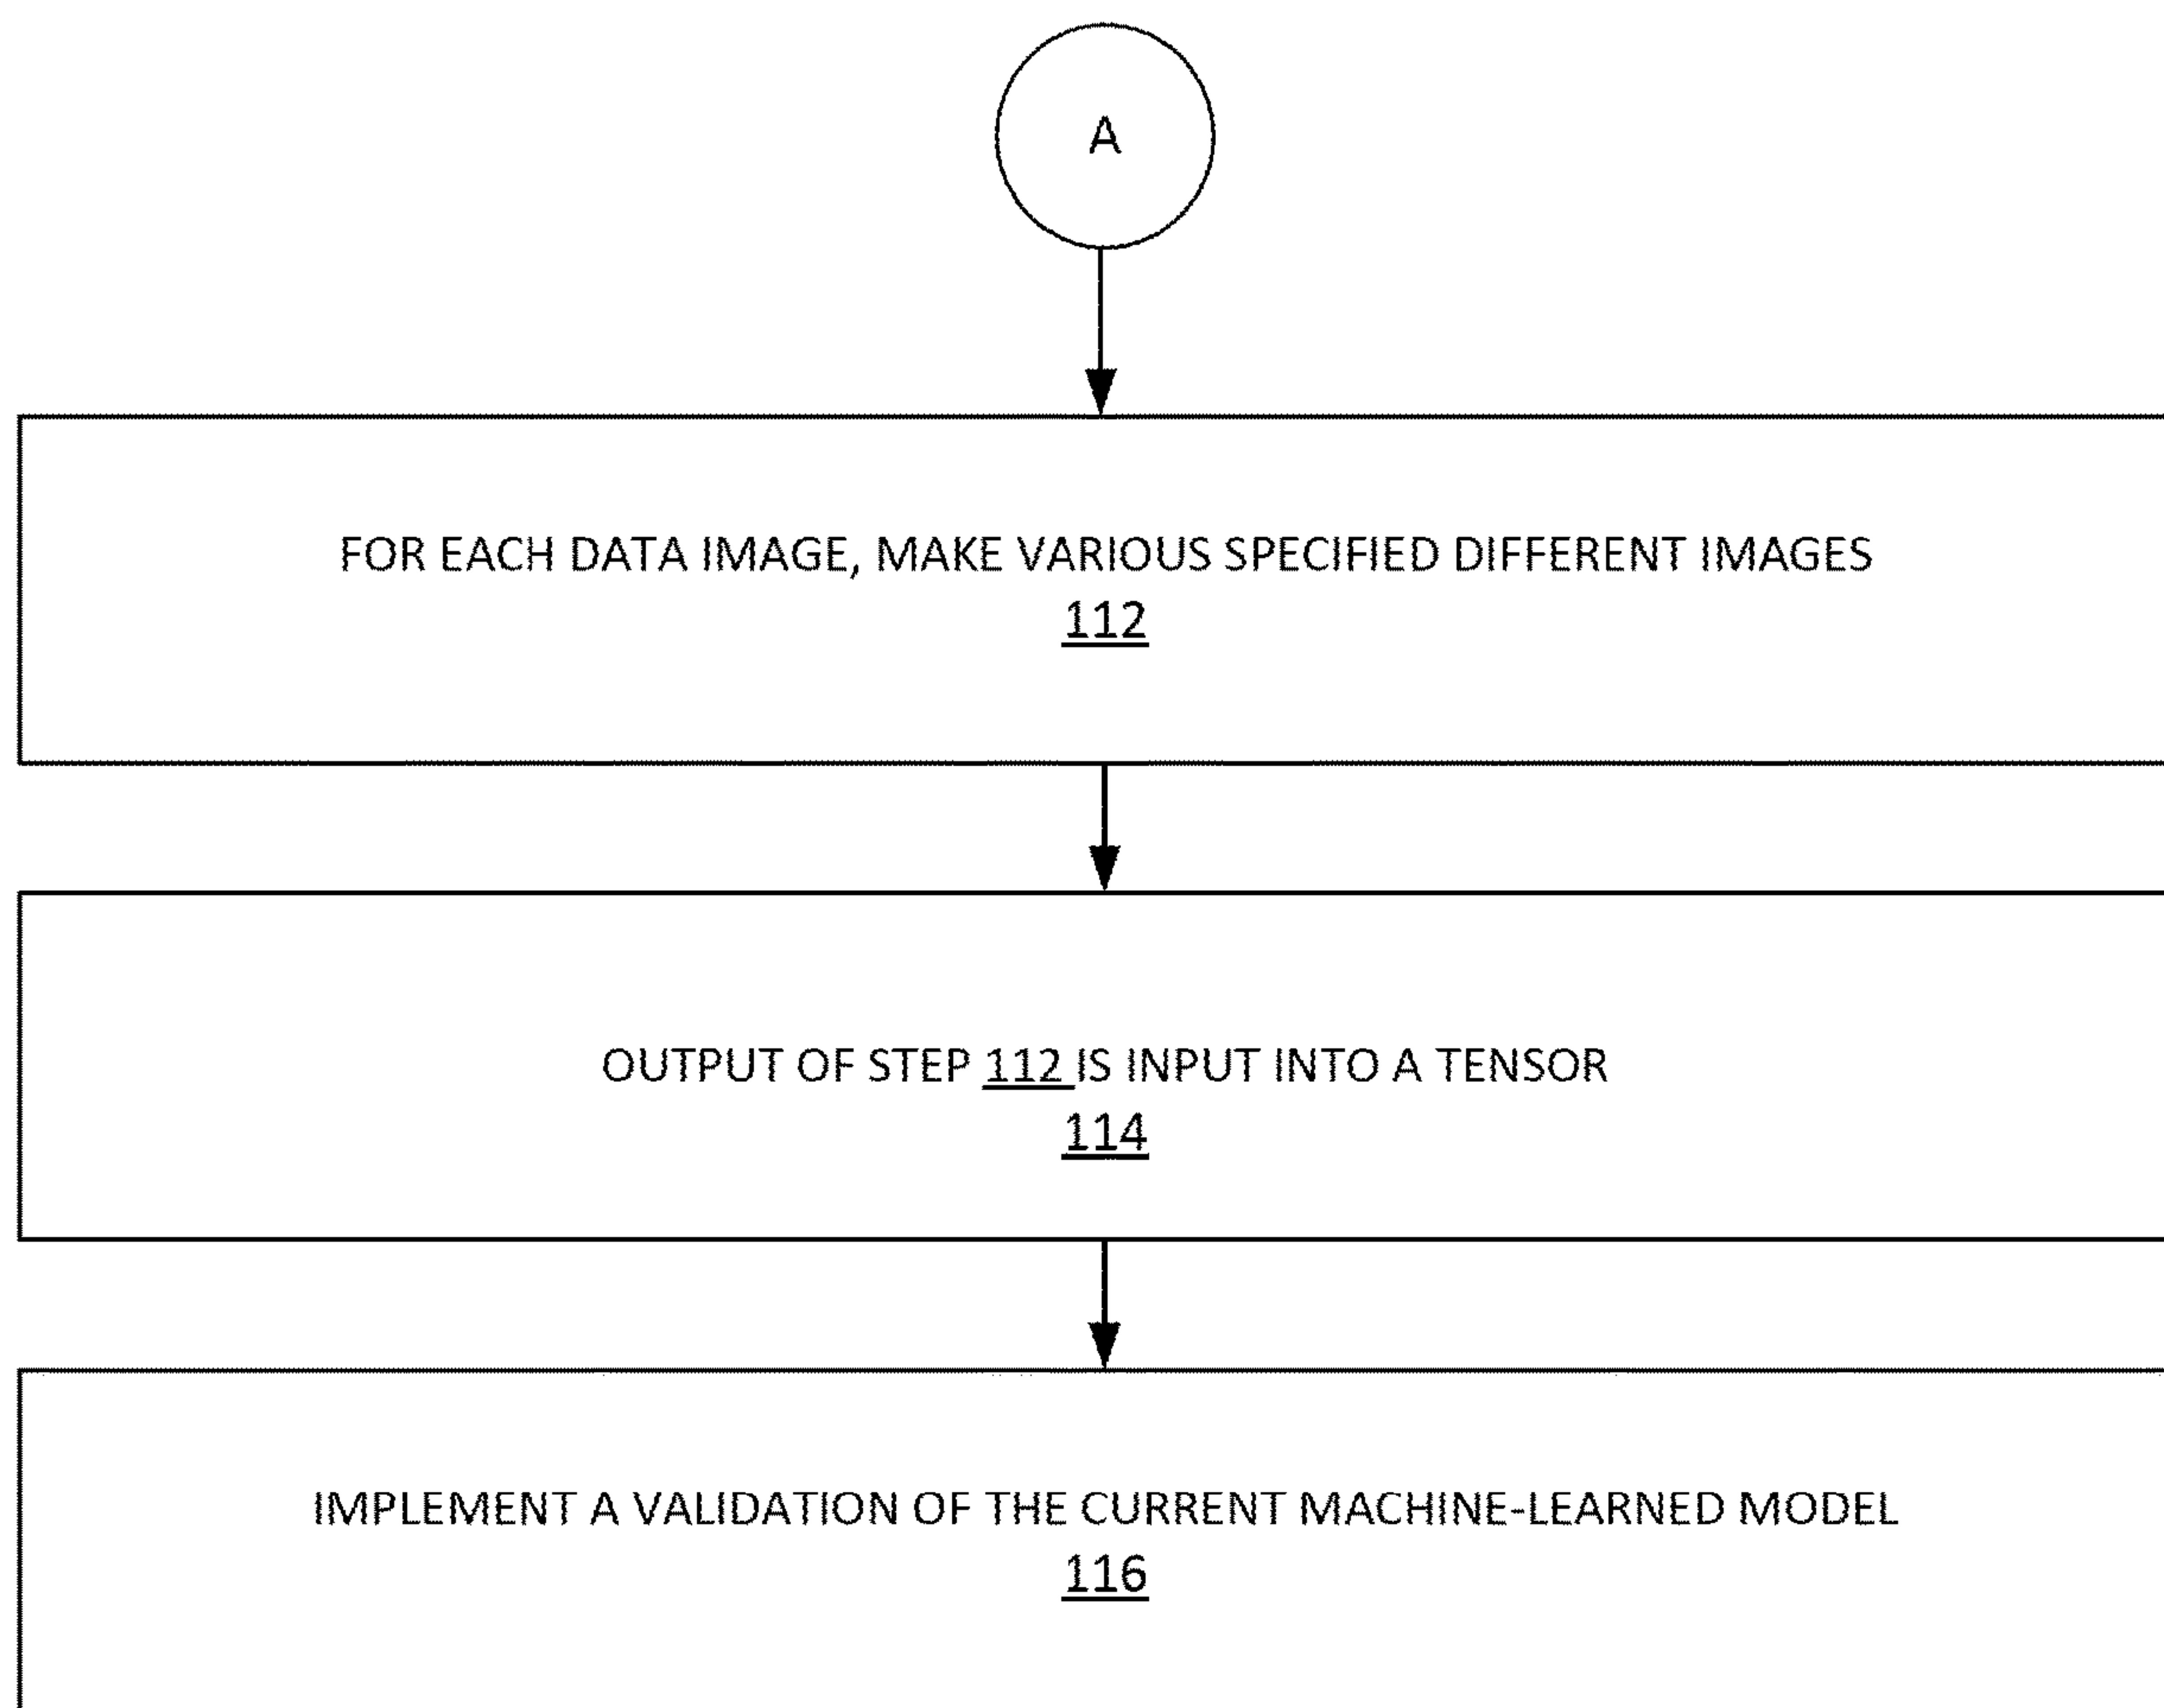 A
FOR EACH DATA IMAGE, MAKE VARIOUS SPECIFIED DIFFERENT IMAGES
112
OUTPUT OF STEP 112 IS INPUT INTO A TENSOR
114
IMPLEMENT A VALIDATION OF THE CURRENT MACHINE-LEARNED MODEL
116